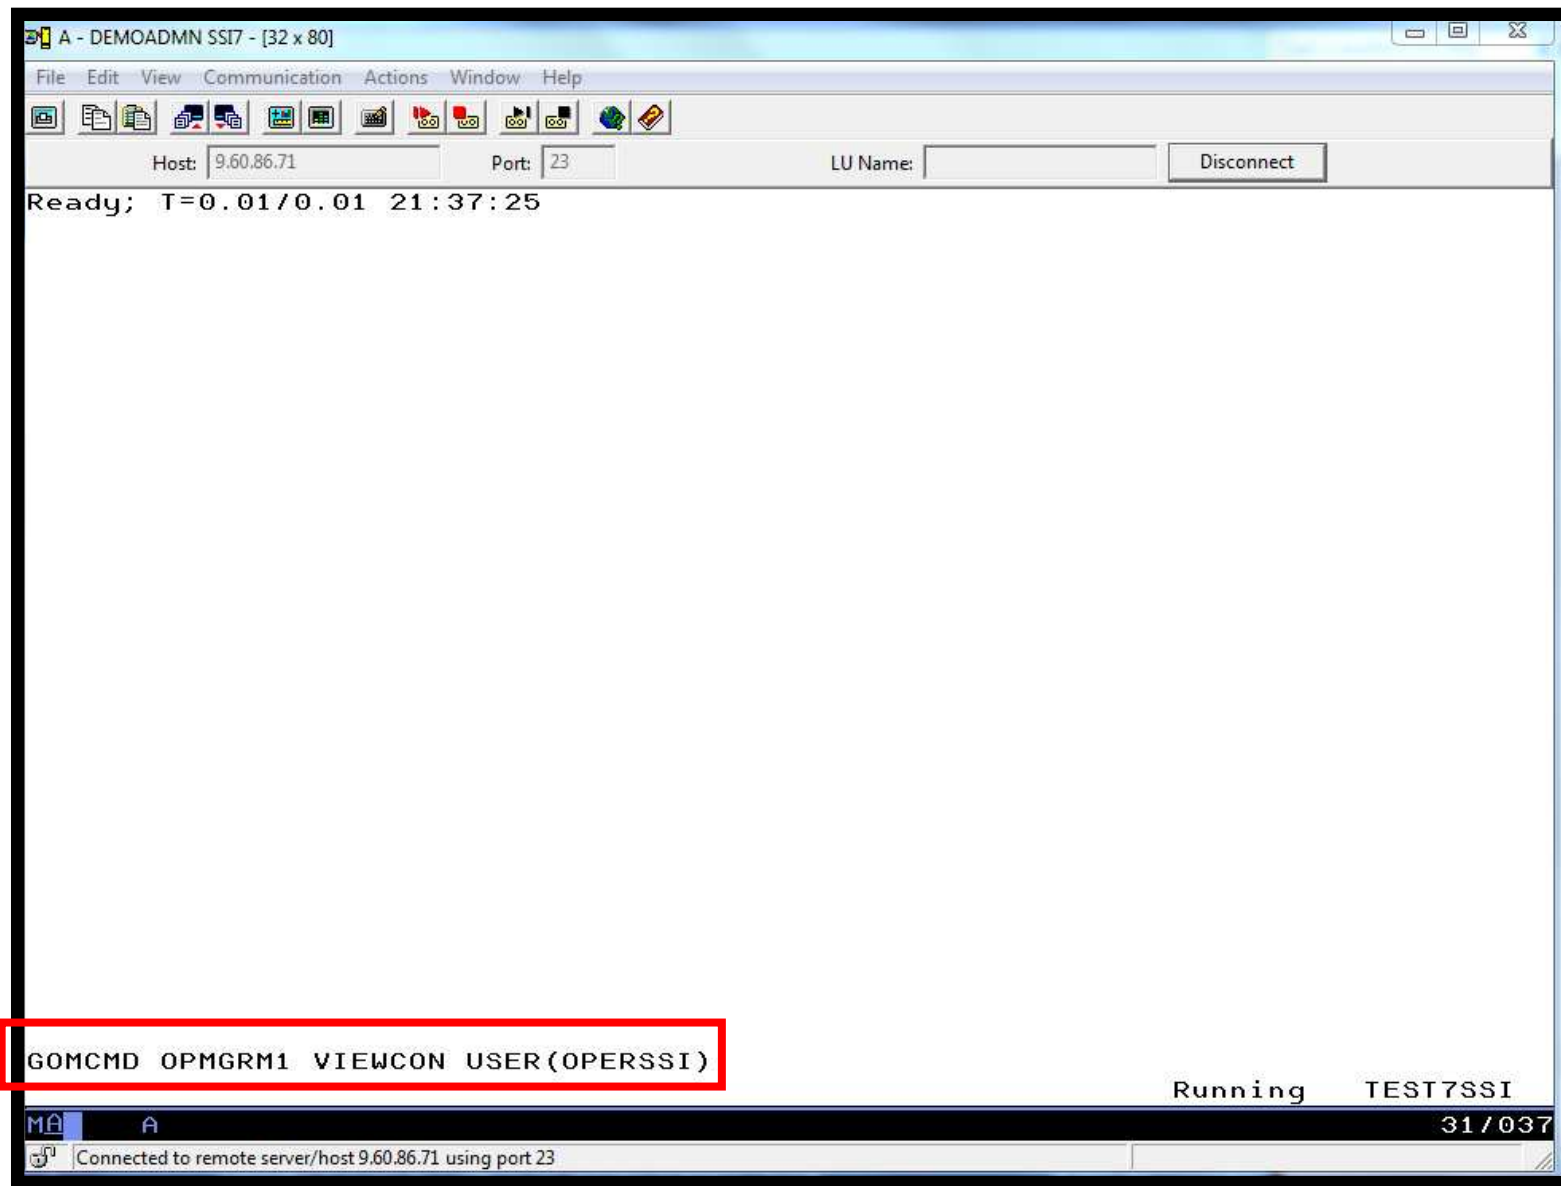 A - DEMOADMN SSI7 - [32 x 80]
File Edit View Communication Actions Window Help
Host: 9.60.86.71 Port: 23 LU Name: Disconnect
Ready; T=0.01/0.01 21:37:25
GOMCMD OPMGRM1 VIEWCON USER(OPERSSI)
Running TEST7SSI
MA A 31/037
Connected to remote server/host 9.60.86.71 using port 23